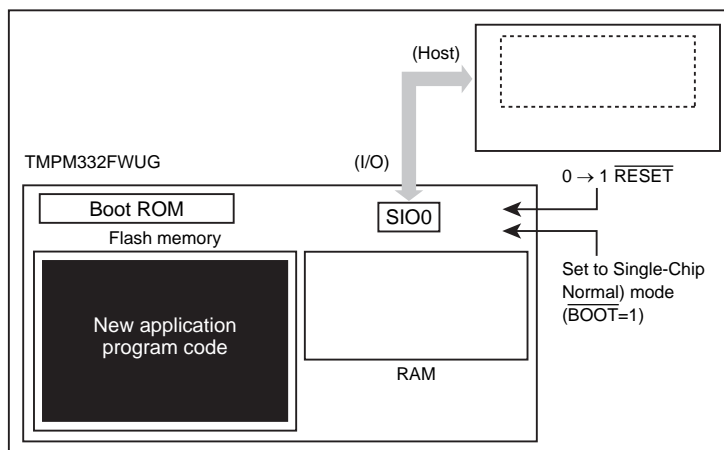 (Host)
TMPM332FWUG
(I/O)
0 → 1 RESET
Boot ROM
SIO0
Flash memory
Set to Single-Chip
Normal) mode
(BOOT=1)
New application
program code
RAM